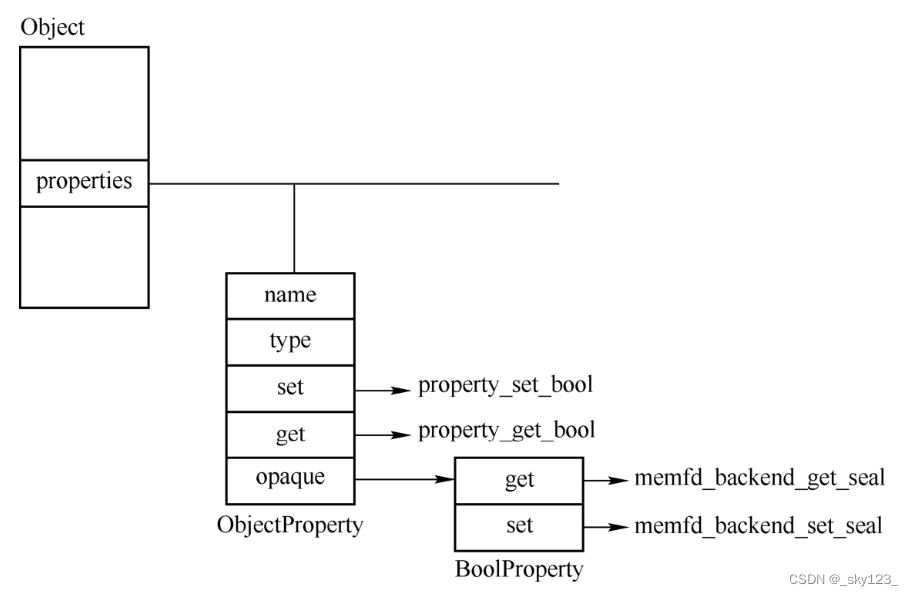 Object
properties
name
type
set
property_set_bool
get
property_get_bool
opaque
ObjectProperty
get
memfd_backend_get_seal
set
memfd_backend_set_seal
BoolProperty
CSDN @_sky123_